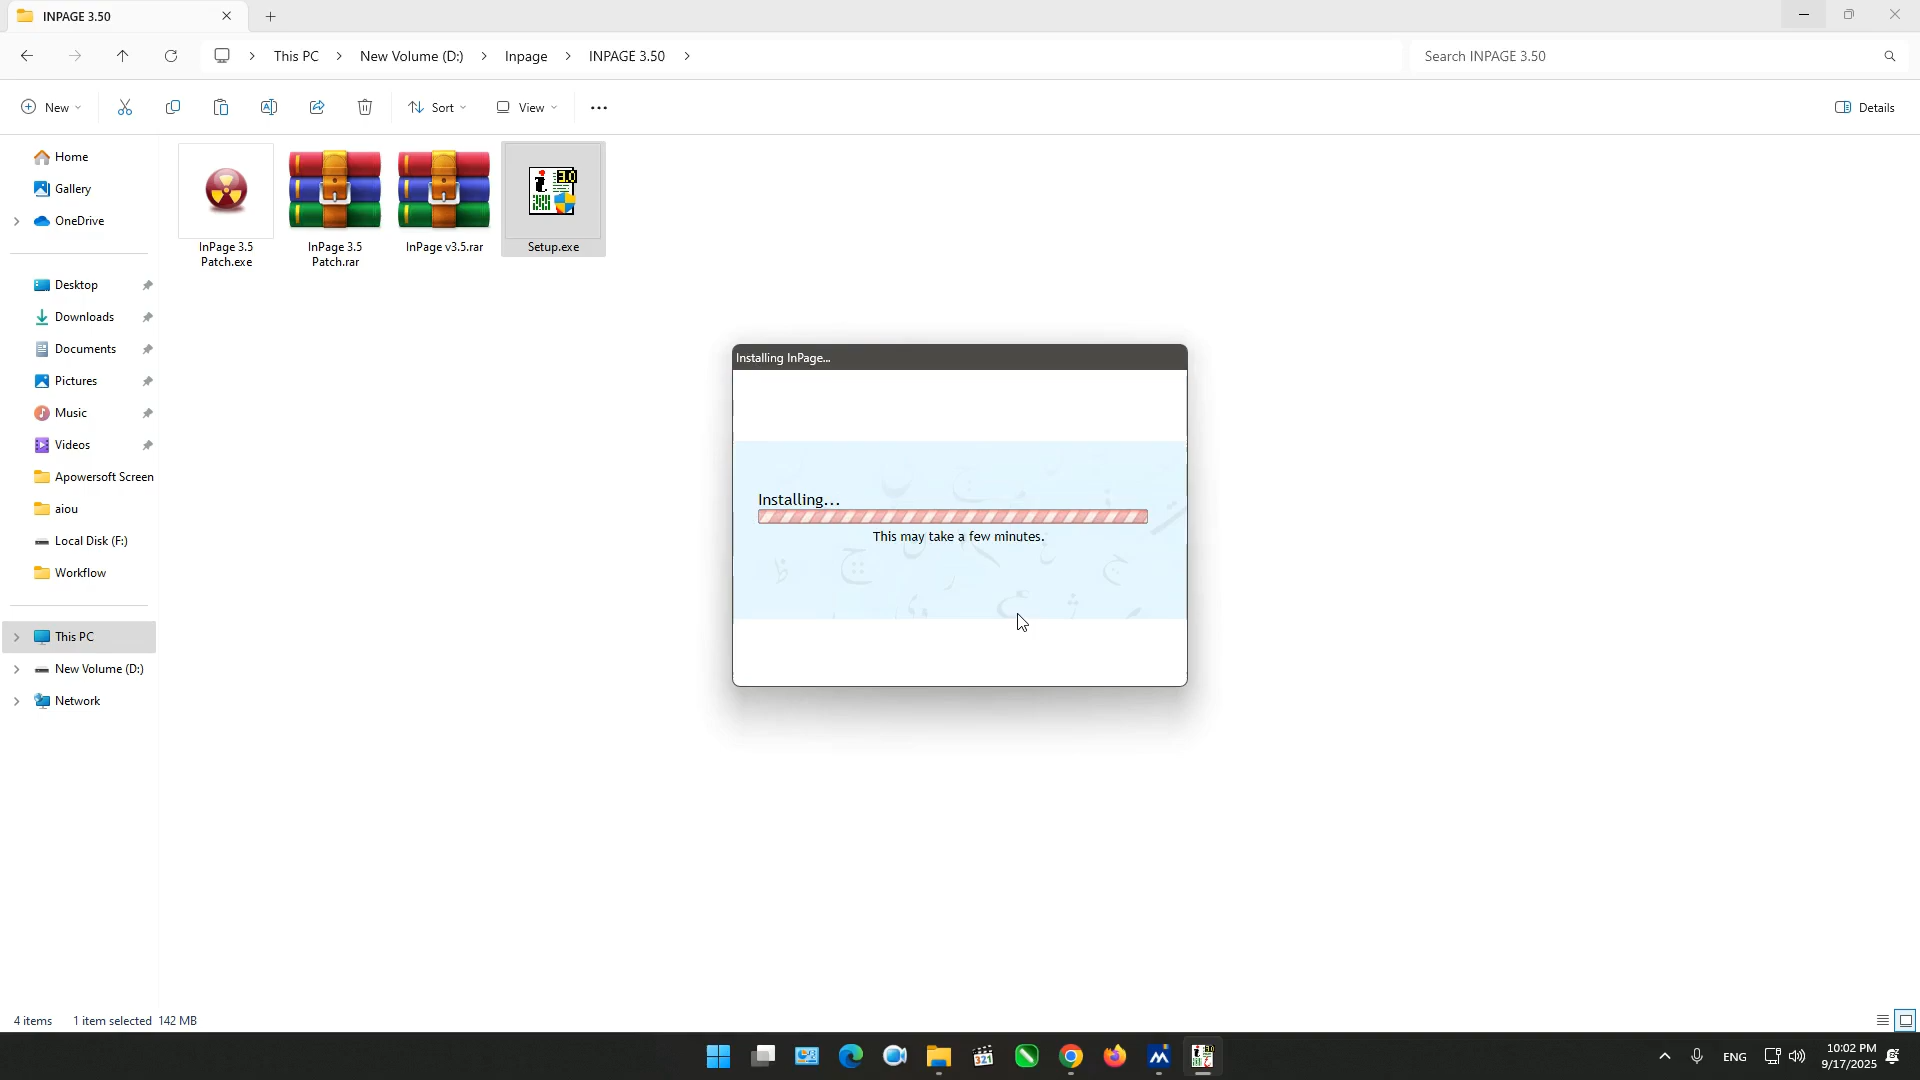 INPAGE 3.50
This PC
New Volume (D:)
Inpage
INPAGE 3.50
Search INPAGE 3.50
New
Sort
View
Details
Home
Gallery
OneDrive
Desktop
Downloads
Documents
Pictures
Music
Videos
Apowersoft Screen
aiou
Local Disk (F:)
Workflow
This PC
New Volume (D:)
Network
InPage 3.5
Patch.exe
InPage 3.5
Patch.rar
InPage v3.5.rar
3.0
Setup.exe
Installing InPage...
Installing...
This may take a few minutes.
4 items
1 item selected 142 MB
321
ENG
10:02 PM
9/17/2025